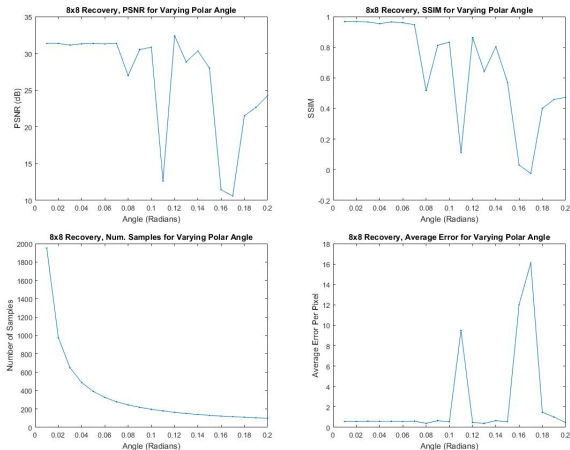 8x8 Recovery, PSNR for Varying Polar Angle
35
30
25
20
15
10
PSNR (dB)
0 0.02 0.04 0.06 0.08 0.1 0.12 0.14 0.16 0.18 0.2
Angle (Radians)
8x8 Recovery, SSIM for Varying Polar Angle
1
0.8
0.6
0.4
0.2
0
-0.2
SSIM
0 0.02 0.04 0.06 0.08 0.1 0.12 0.14 0.16 0.18 0.2
Angle (Radians)
8x8 Recovery, Num. Samples for Varying Polar Angle
2000
1800
1600
1400
1200
1000
800
600
400
200
0
Number of Samples
0 0.02 0.04 0.06 0.08 0.1 0.12 0.14 0.16 0.18 0.2
Angle (Radians)
8x8 Recovery, Average Error for Varying Polar Angle
18
16
14
12
10
8
6
4
2
0
Average Error Per Pixel
0 0.02 0.04 0.06 0.08 0.1 0.12 0.14 0.16 0.18 0.2
Angle (Radians)